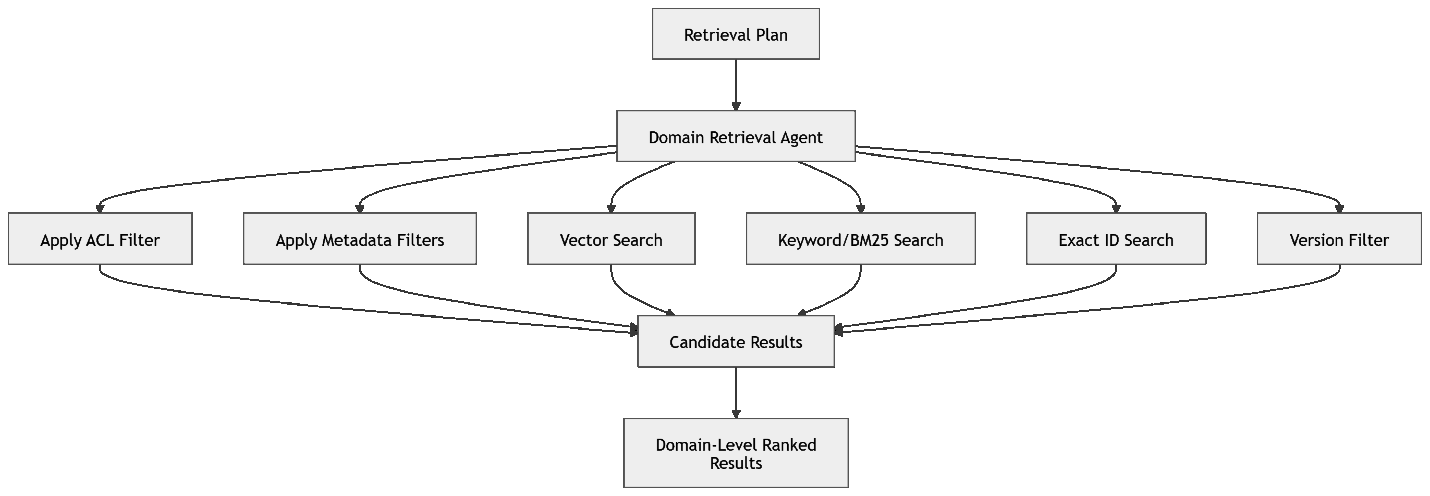 Retrieval Plan
Domain Retrieval Agent
Apply ACL Filter
Apply Metadata Filters
Vector Search
Keyword/BM25 Search
Exact ID Search
Version Filter
Candidate Results
Domain-Level Ranked
Results